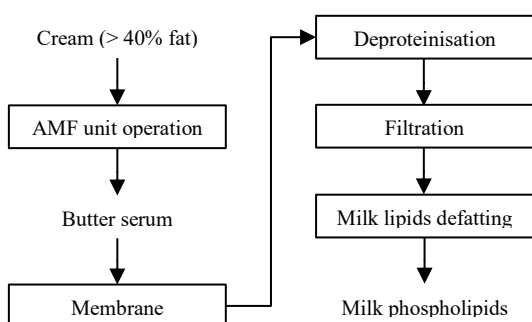 Cream (> 40% fat)
AMF unit operation
Butter serum
Membrane
Deproteinisation
Filtration
Milk lipids defatting
Milk phospholipids